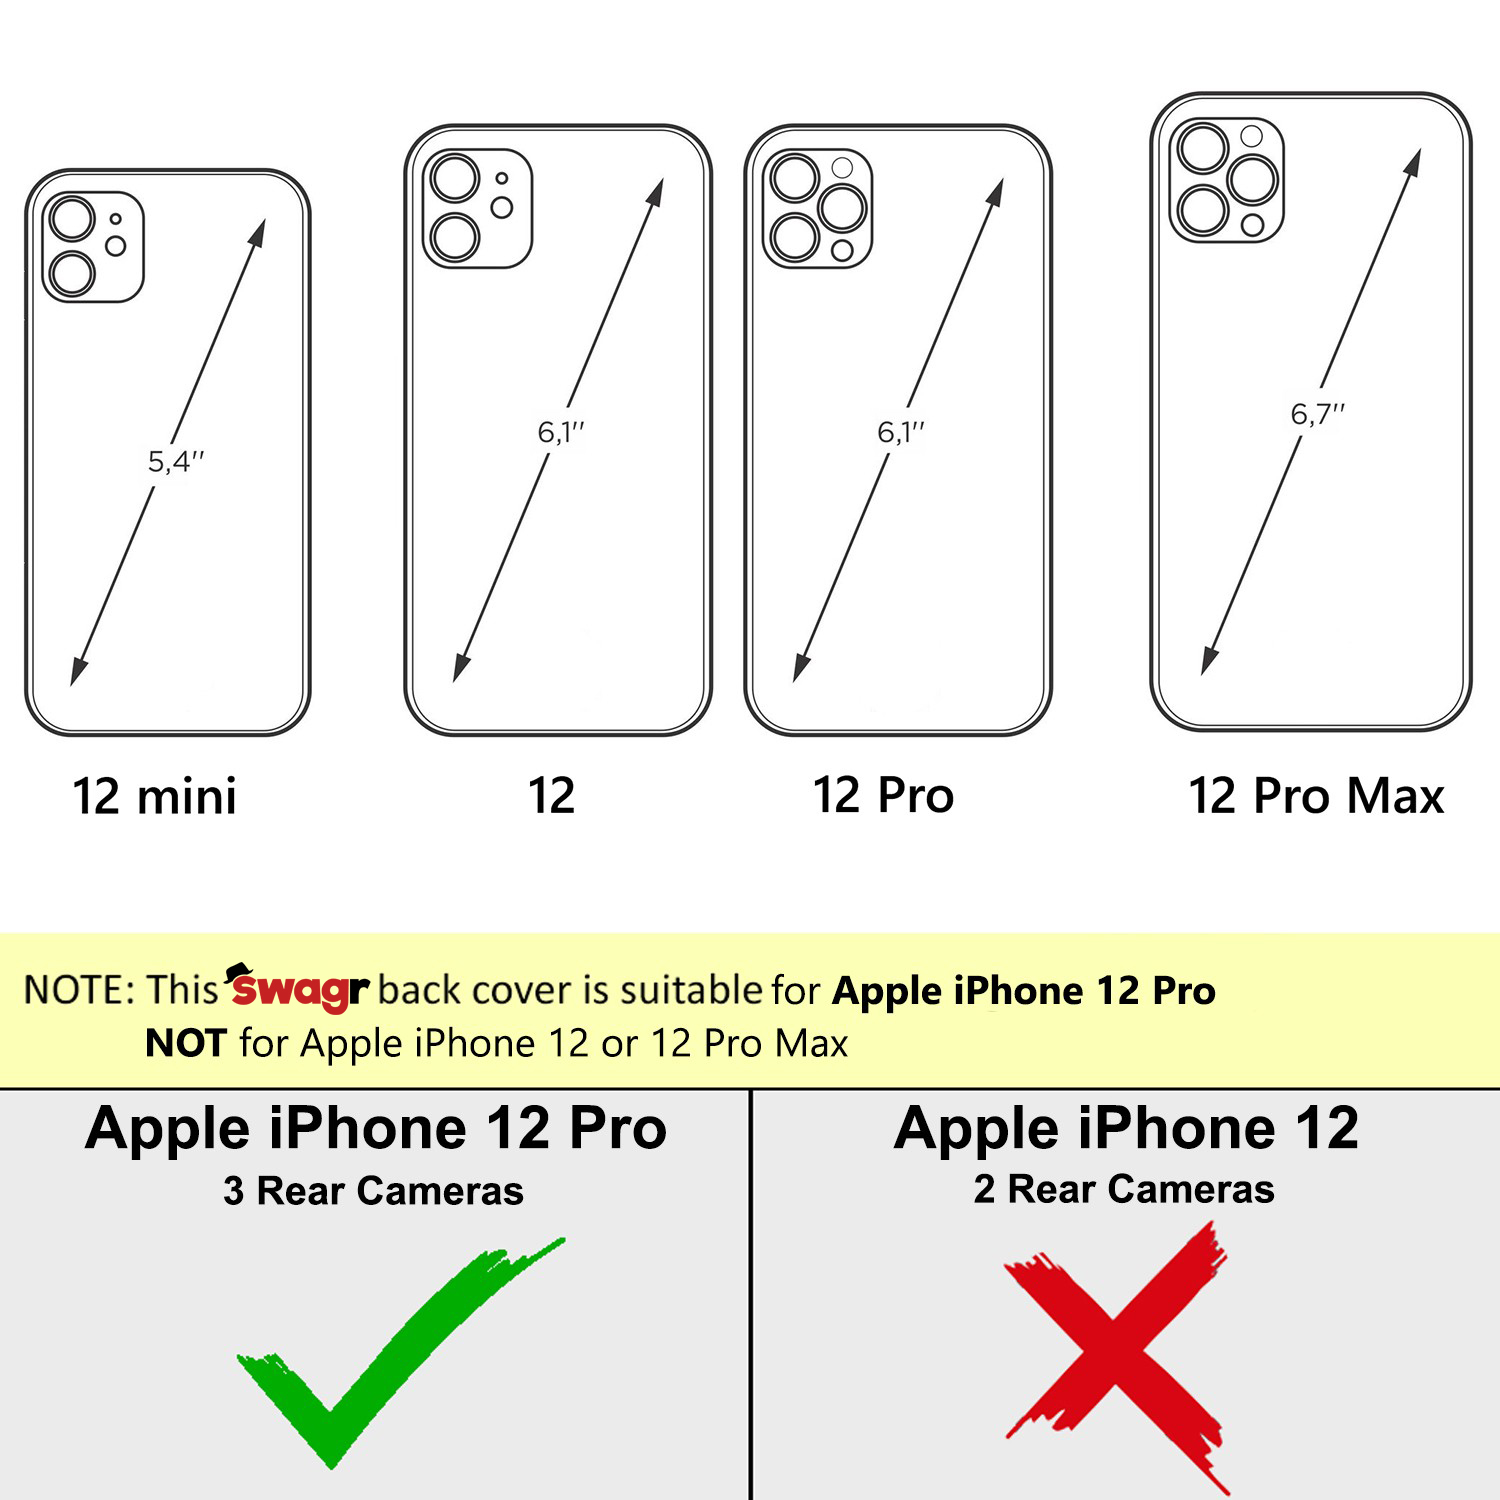 5,4"
6,1"
6,1"
6,7"
12 mini
12
12 Pro
12 Pro Max
NOTE: This Swagr back cover is suitable for Apple iPhone 12 Pro
NOT for Apple iPhone 12 or 12 Pro Max
Apple iPhone 12 Pro
3 Rear Cameras
Apple iPhone 12
2 Rear Cameras